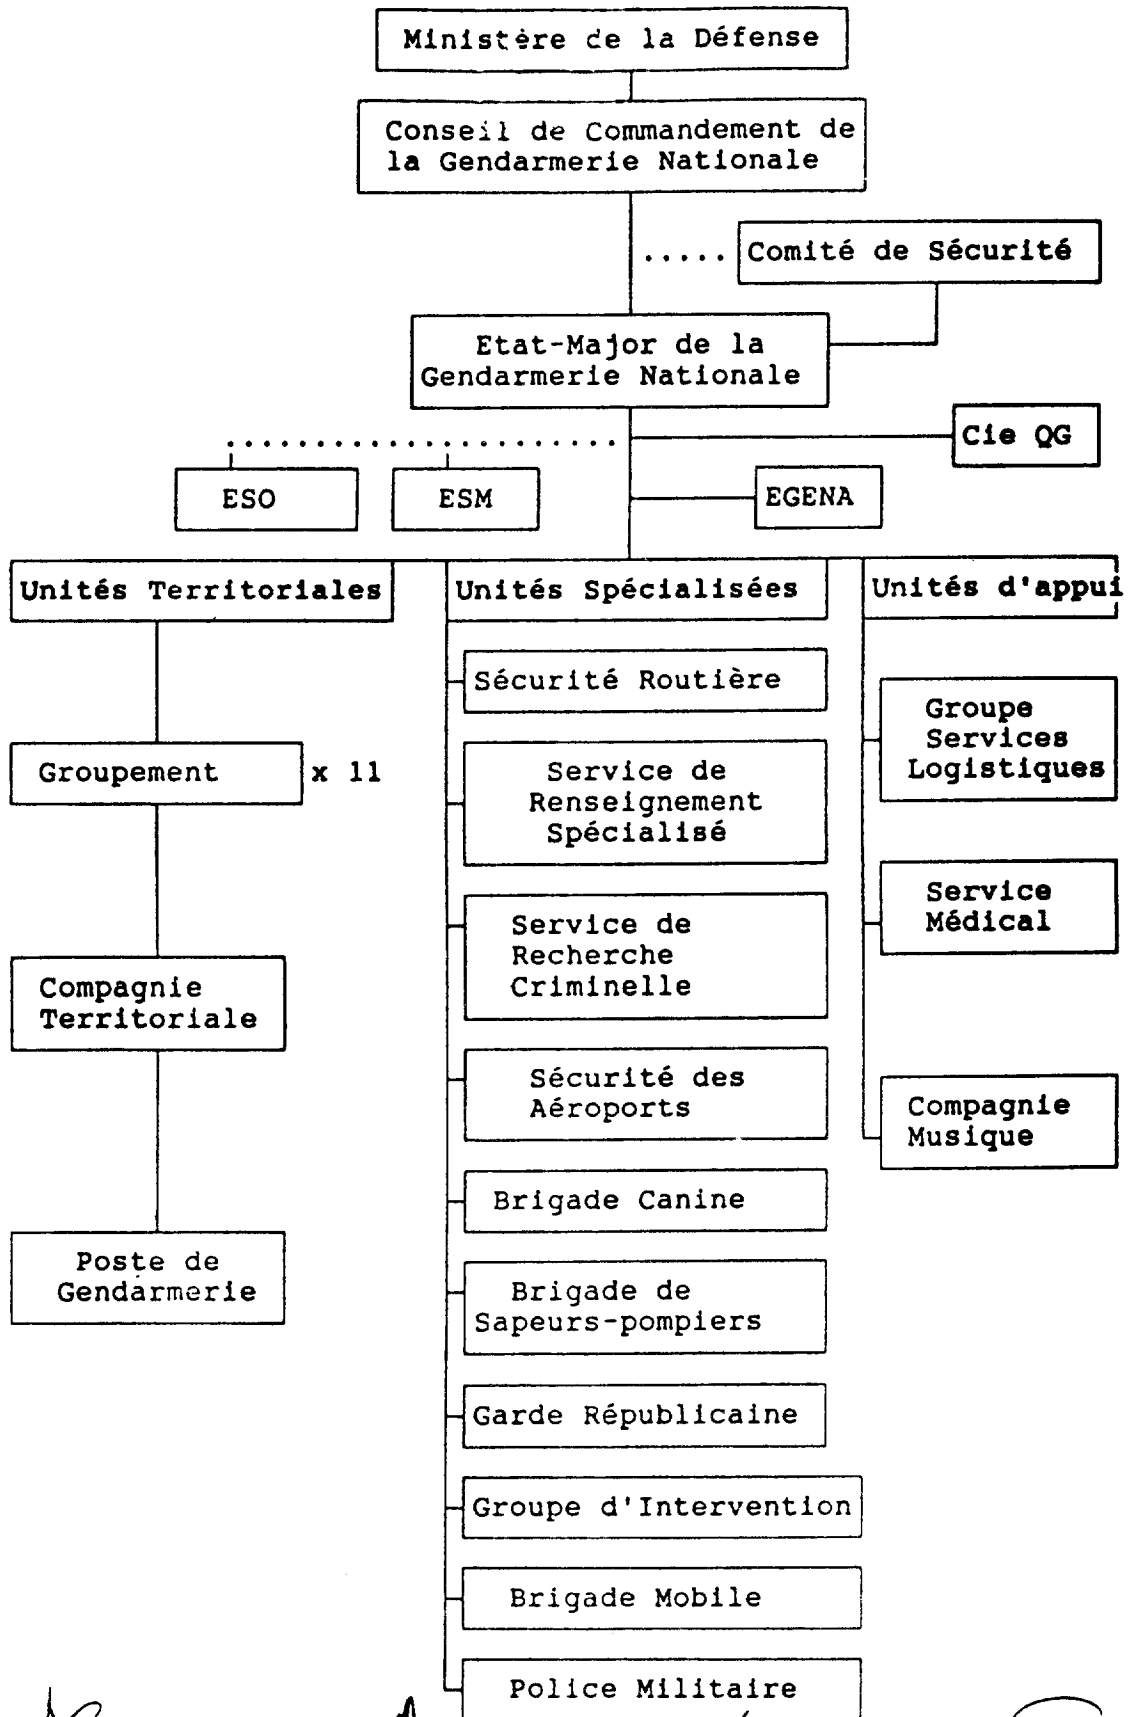 Ministère de la Défense
Conseil de Commandement de
la Gendarmerie Nationale
..... Comité de Sécurité
Etat-Major de la
Gendarmerie Nationale
Cie QG
ESO
ESM
EGENA
Unités Territoriales
Groupement x 11
Compagnie
Territoriale
Poste de
Gendarmerie
Unités Spécialisées
Sécurité Routière
Service de
Renseignement
Spécialisé
Service de
Recherche
Criminelle
Sécurité des
Aéroports
Brigade Canine
Brigade de
Sapeurs-pompiers
Garde Républicaine
Groupe d'Intervention
Brigade Mobile
Police Militaire
Unités d'appui
Groupe
Services
Logistiques
Service
Médical
Compagnie
Musique